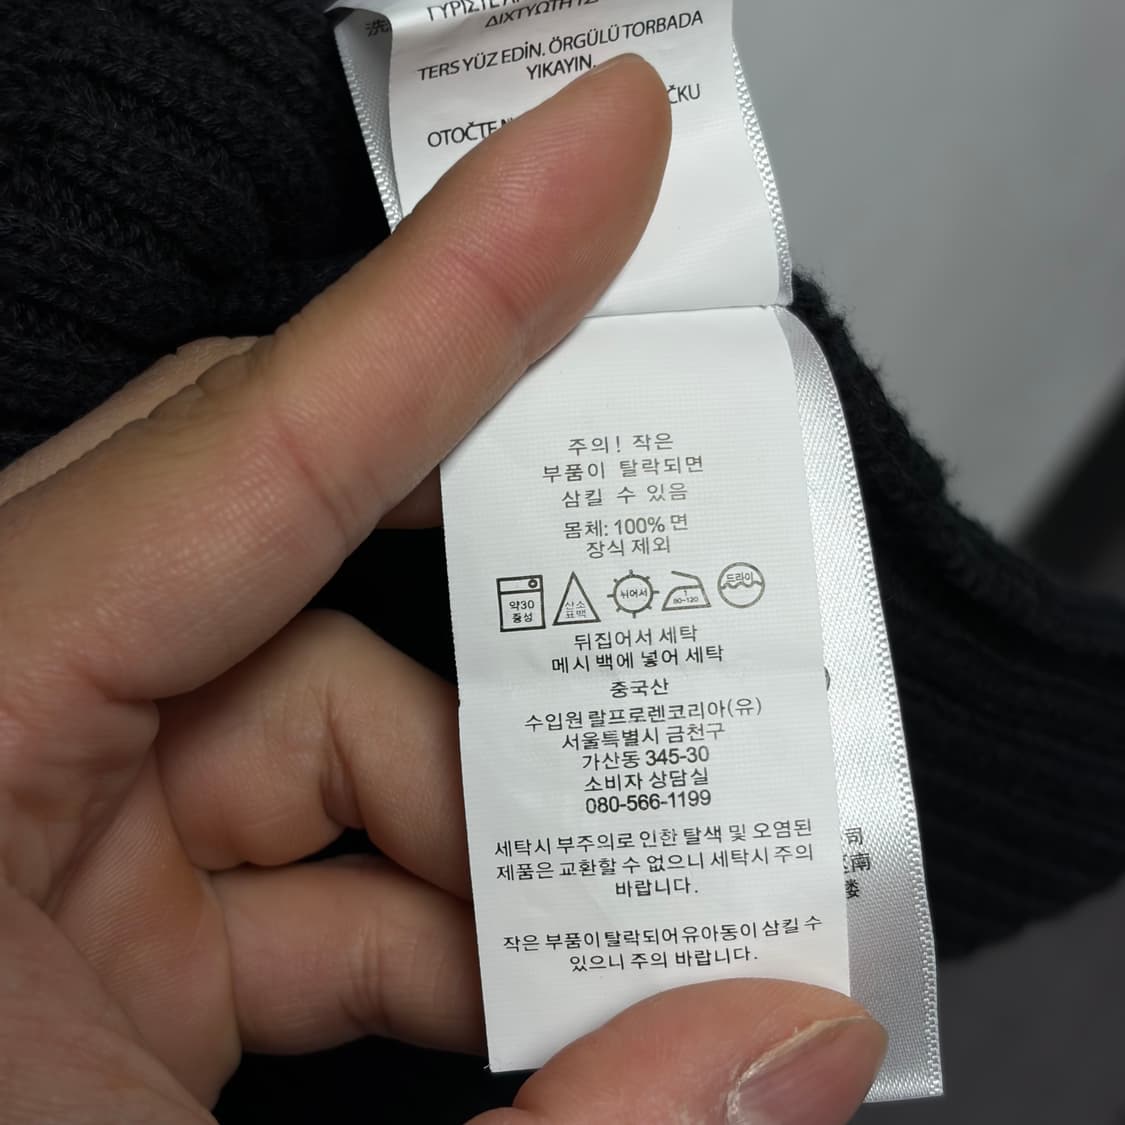 洗
ΔΙΧΤΥΩΤΗ
TERS YÜZ EDİN. ÖRGÜLÜ TORBADA
YIKAYIN.
OTOČTE
주의! 작은
부품이 탈락되면
삼킬 수 있음
몸체: 100% 면
장식 제외
약30
중성
산소
표백
뉘어서
1
80-120
드라이
뒤집어서 세탁
메시 백에 넣어 세탁
중국산
수입원 랄프로렌코리아(유)
서울특별시 금천구
가산동 345-30
소비자 상담실
080-566-1199
세탁시 부주의로 인한 탈색 및 오염된
제품은 교환할 수 없으니 세탁시 주의
바랍니다.
작은 부품이 탈락되어 유아동이 삼킬 수
있으니 주의 바랍니다.
司
南
楼